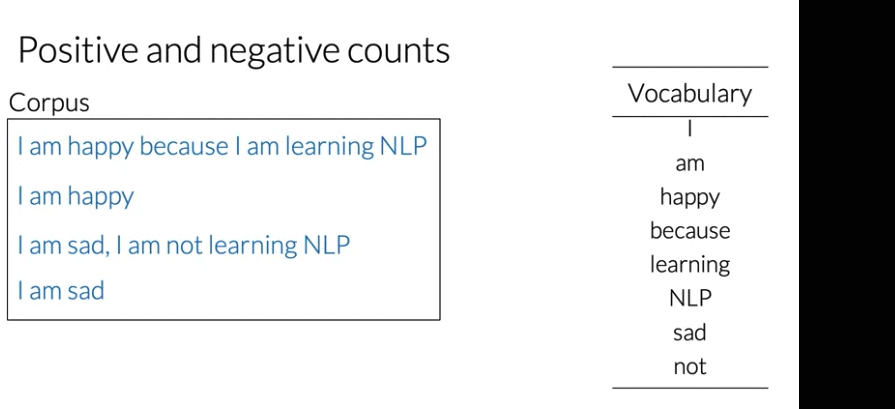 Positive and negative counts
Corpus
I am happy because I am learning NLP
I am happy
I am sad, I am not learning NLP
I am sad
Vocabulary
I
am
happy
because
learning
NLP
sad
not